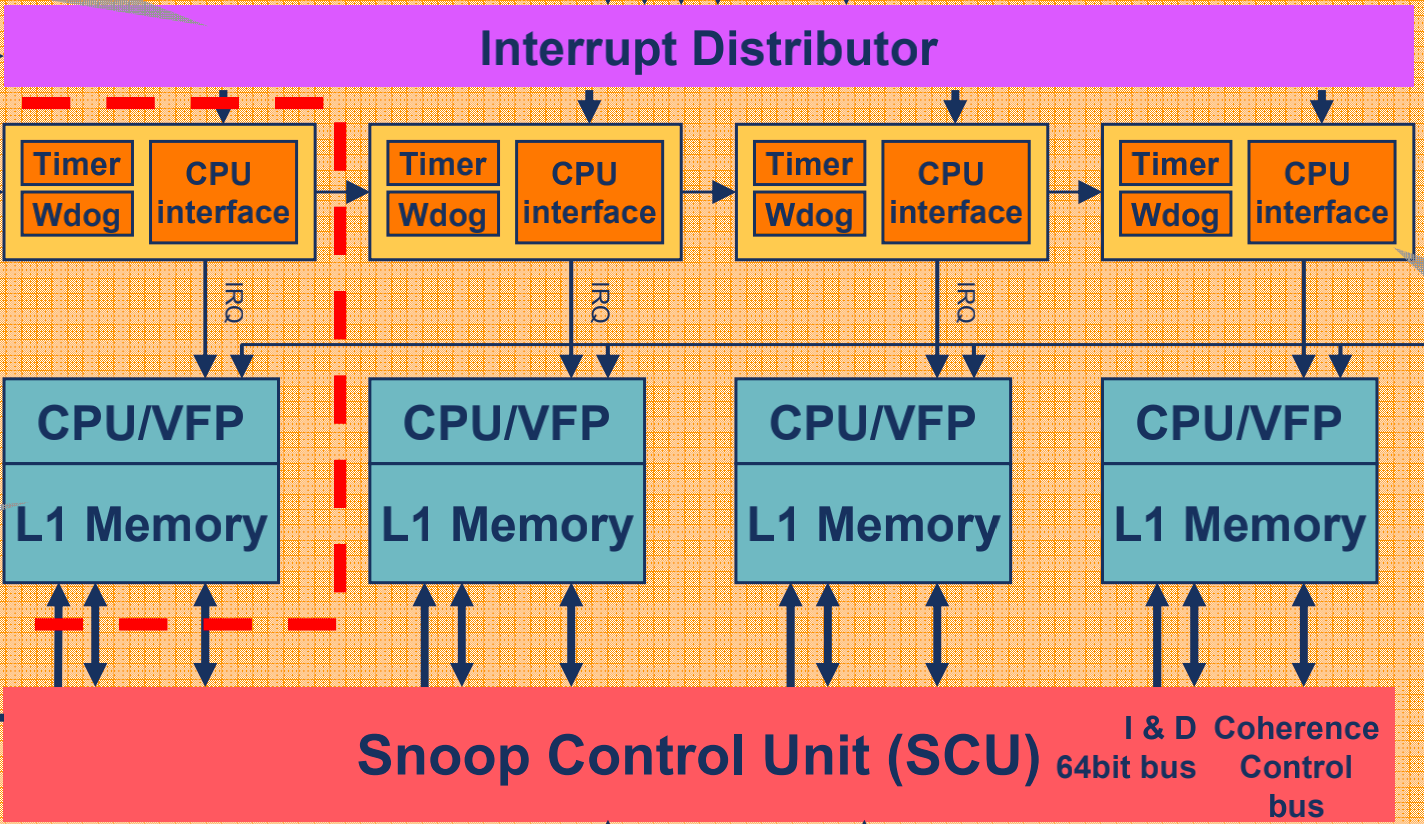 Interrupt Distributor
Timer
Wdog
CPU
interface
Timer
Wdog
CPU
interface
Timer
Wdog
CPU
interface
Timer
Wdog
CPU
interface
IRQ
IRQ
IRQ
CPU/VFP
L1 Memory
CPU/VFP
L1 Memory
CPU/VFP
L1 Memory
CPU/VFP
L1 Memory
Snoop Control Unit (SCU)
I & D
64bit bus
Coherence
Control
bus